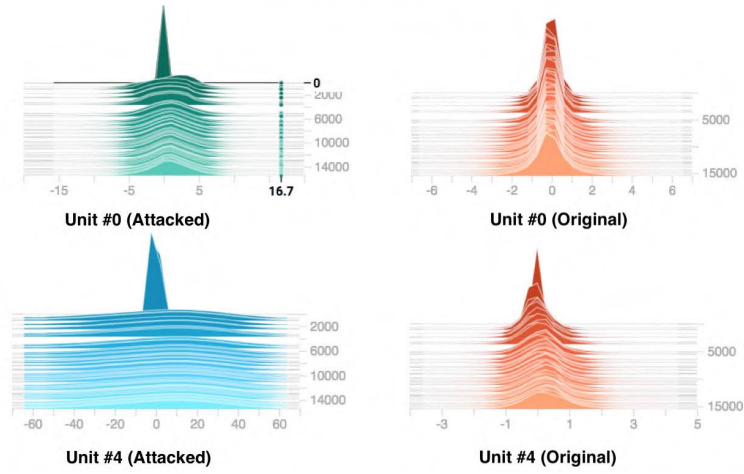 0
2000
6000
10000
14000
-15 -5 5 16.7
Unit #0 (Attacked)
5000
15000
-6 -4 -2 0 2 4 6
Unit #0 (Original)
2000
6000
10000
14000
-60 -40 -20 0 20 40 60
Unit #4 (Attacked)
5000
15000
-3 -1 1 3 5
Unit #4 (Original)